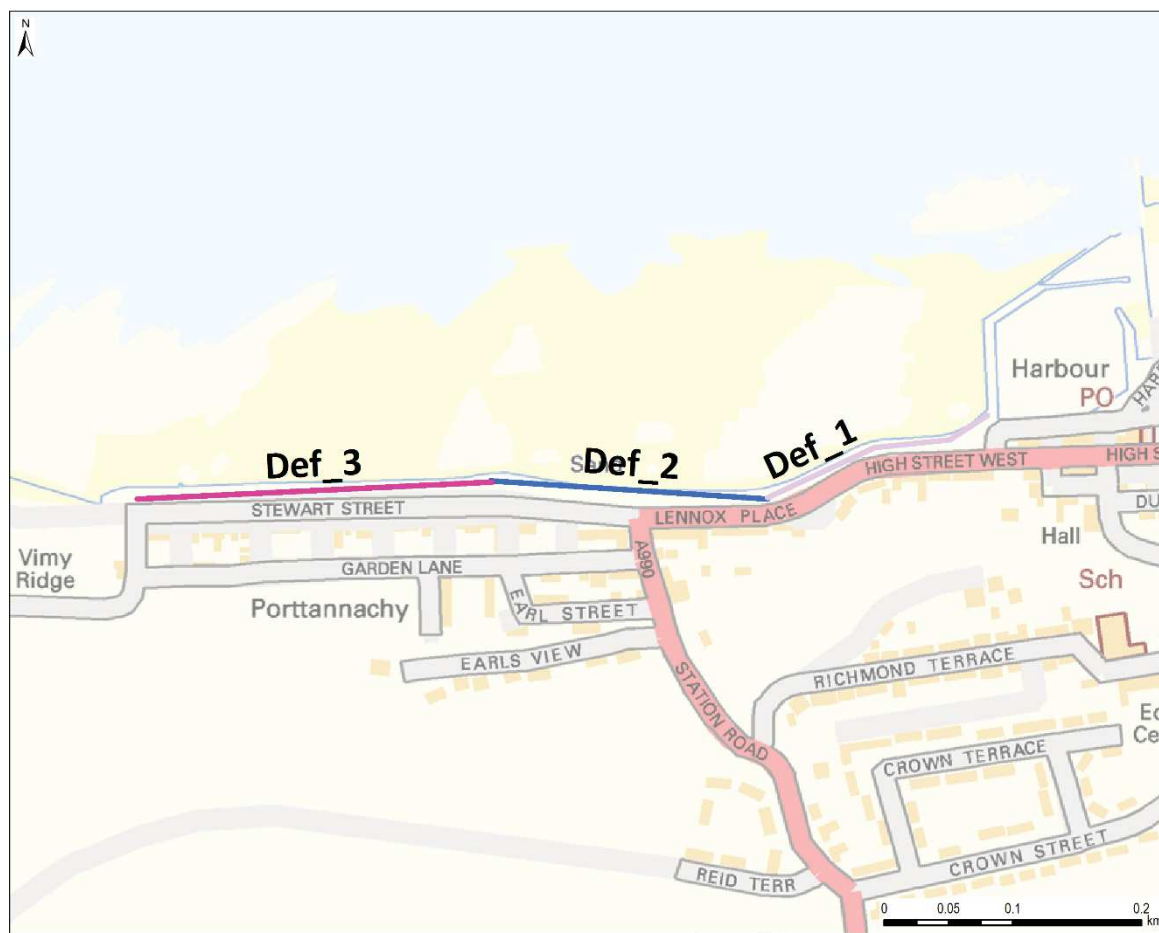 N
Harbour
PO
Def_1
Def_3
Def_2
HIGH STREET WEST
STEWART STREET
LENNOX PLACE
A990
Hall
Vimy
Ridge
GARDEN LANE
Sch
Porttannachy
EARL STREET
EARLS VIEW
RICHMOND TERRACE
STATION ROAD
CROWN TERRACE
CROWN STREET
REID TERR
0 0.05 0.1 0.2
km